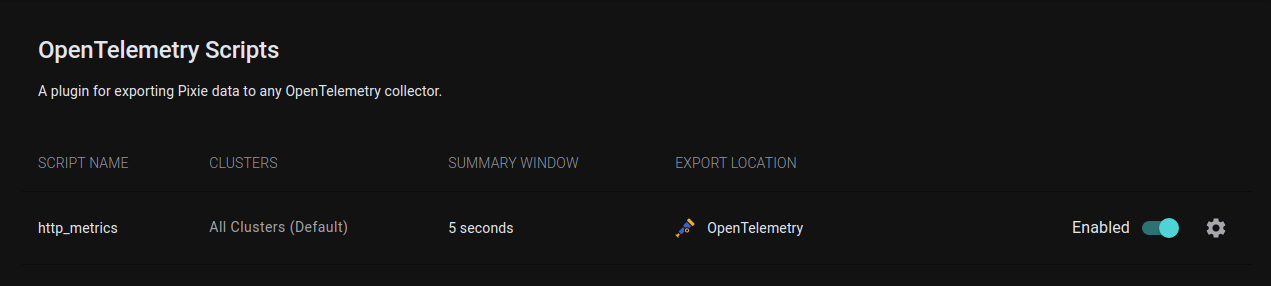 OpenTelemetry Scripts
A plugin for exporting Pixie data to any OpenTelemetry collector.
SCRIPT NAME CLUSTERS SUMMARY WINDOW EXPORT LOCATION
http_metrics All Clusters (Default) 5 seconds OpenTelemetry Enabled